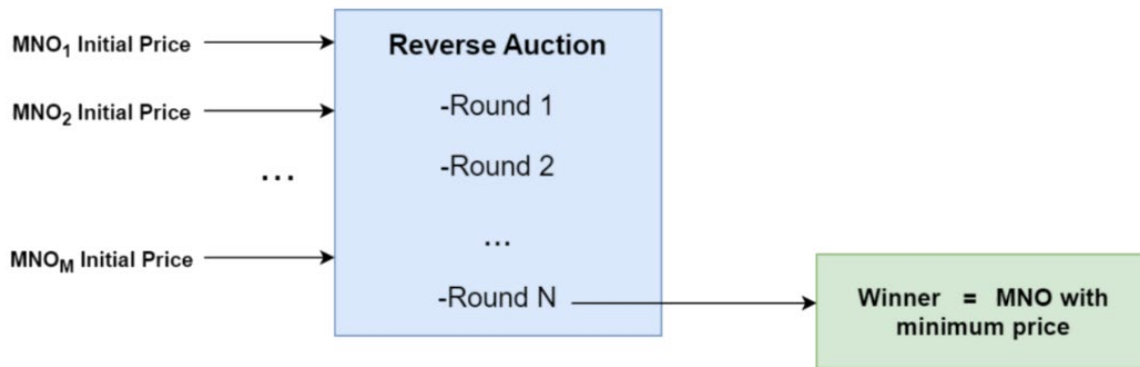 MNO₁ Initial Price
MNO₂ Initial Price
...
MNO_M Initial Price
Reverse Auction
-Round 1
-Round 2
...
-Round N
Winner = MNO with
minimum price